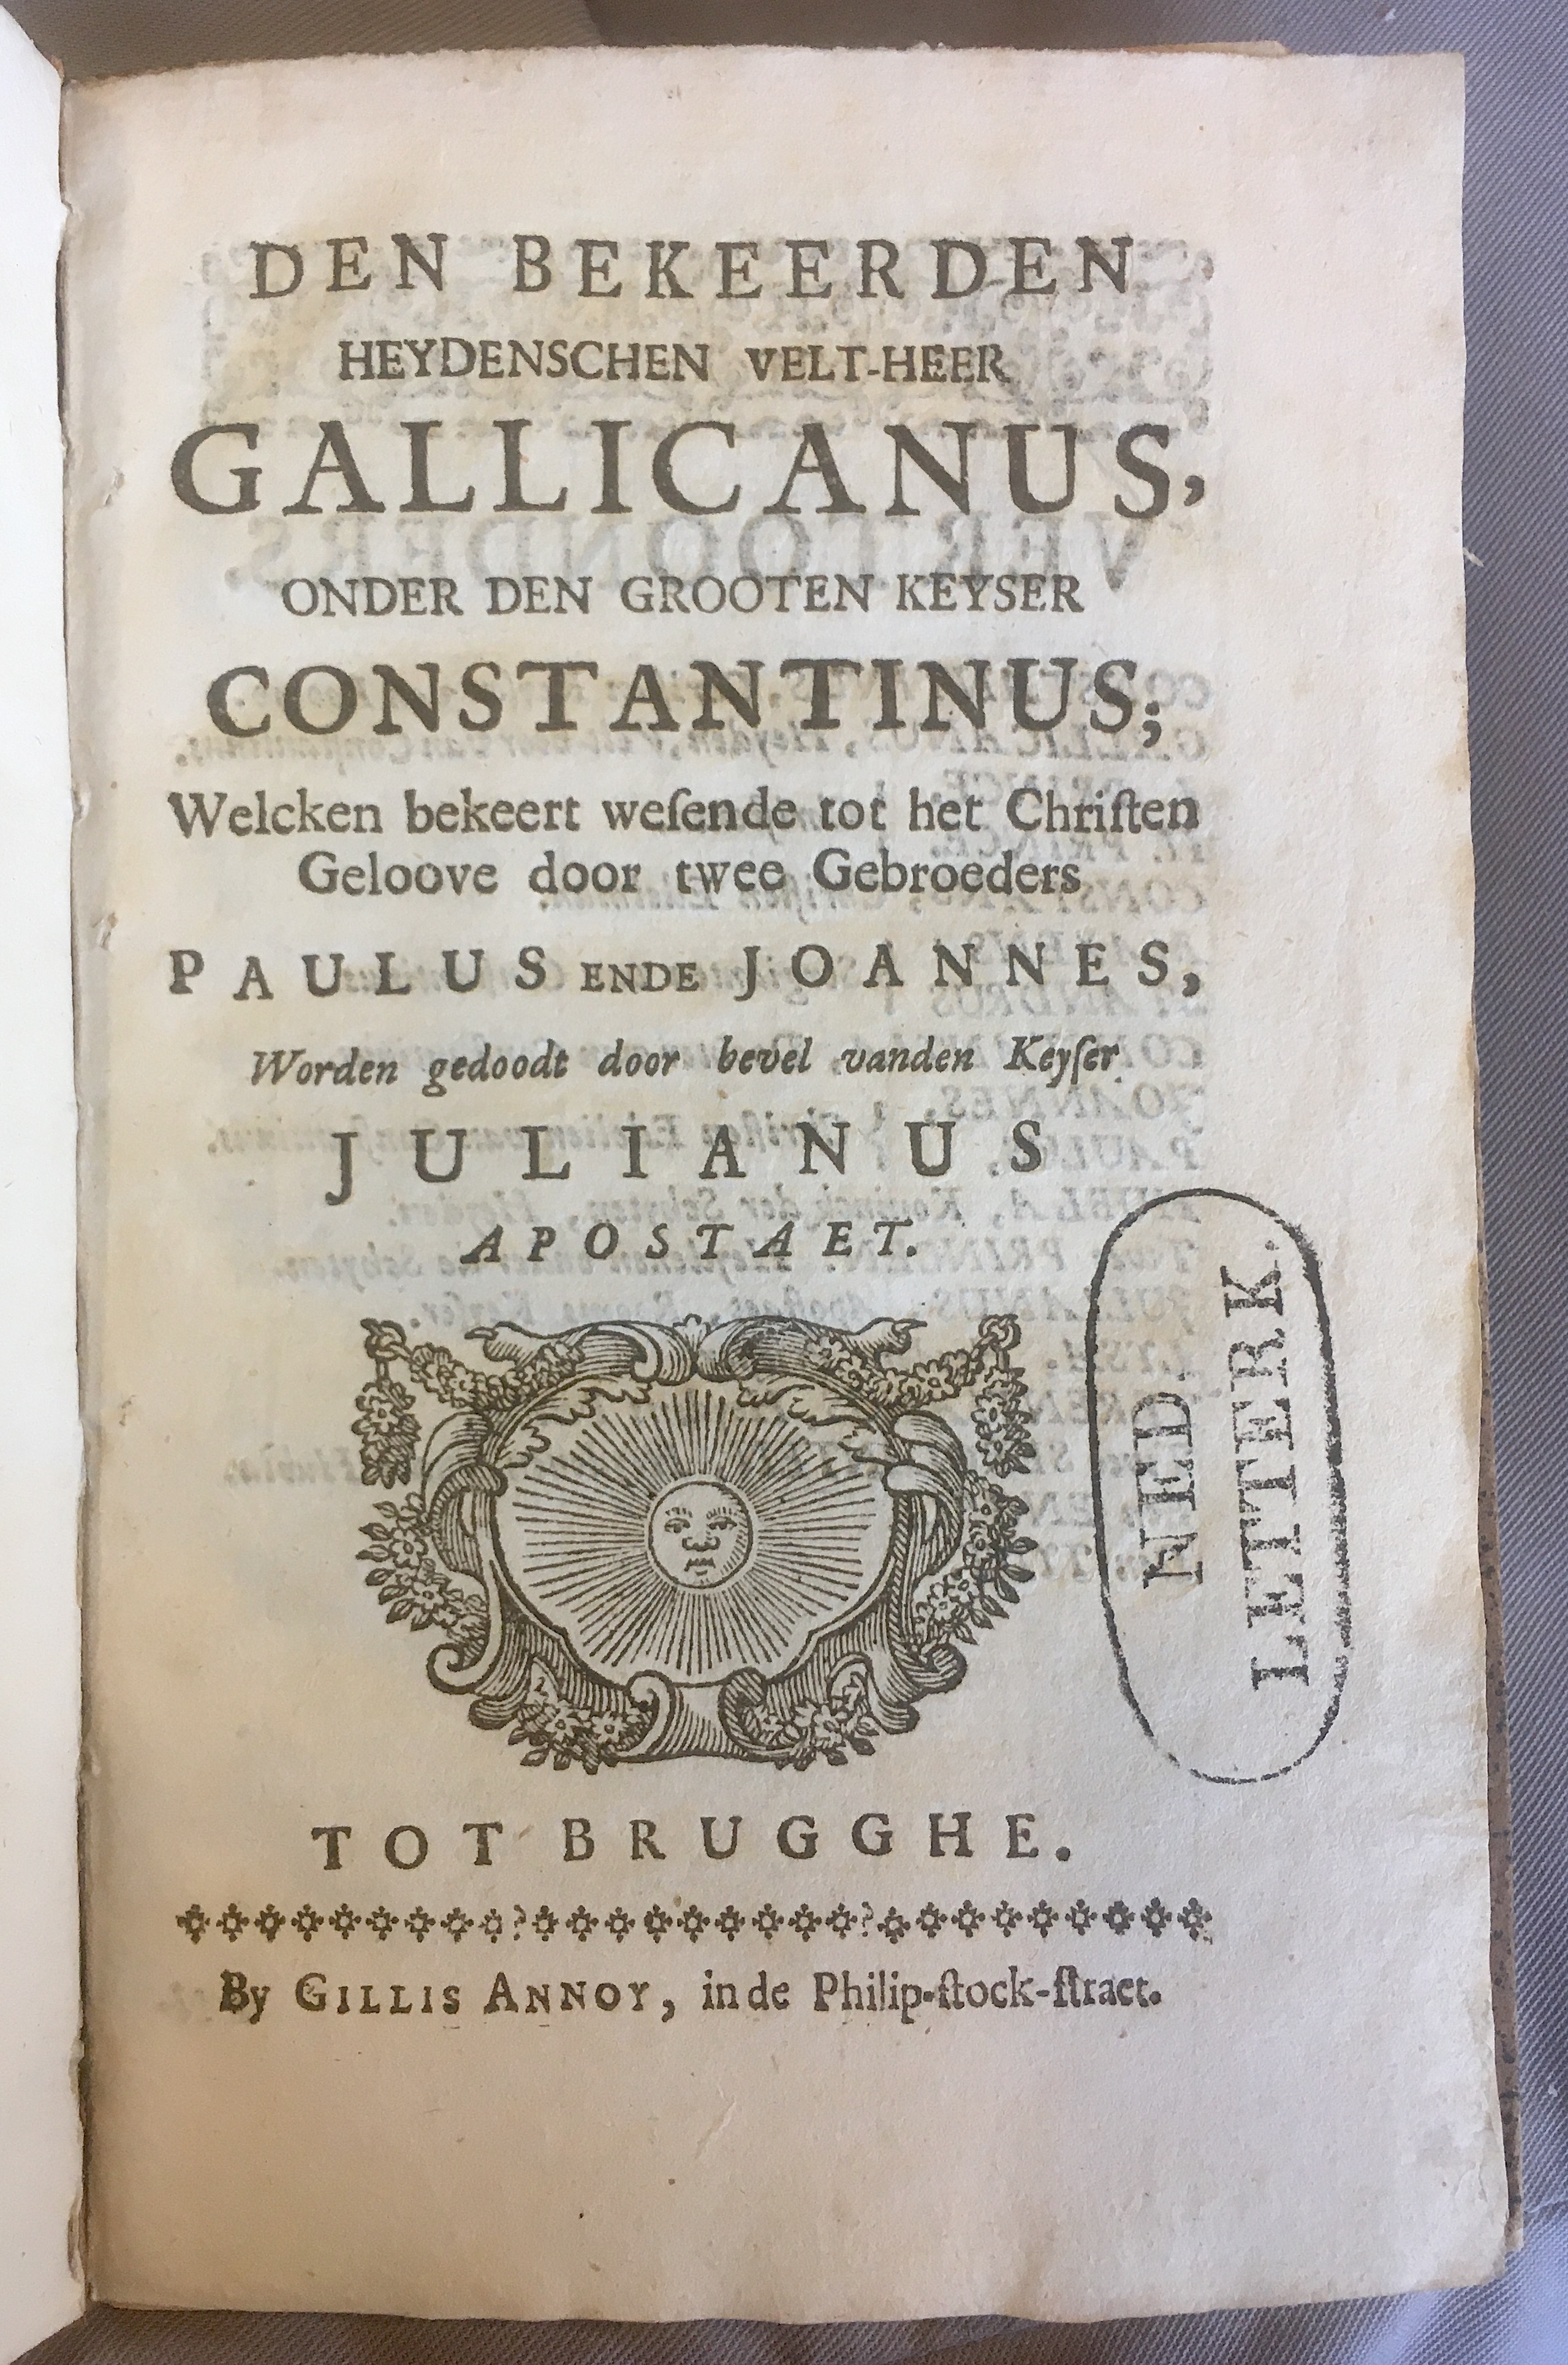 DEN BEKEERDEN
HEYDENSCHEN VELT-HEER
GALLICANUS,
ONDER DEN GROOTEN KEYSER
CONSTANTINUS;
Welcken bekeert weſende tot het Chriſten
Geloove door twee Gebroeders
PAULUS ENDE JOANNES,
Worden gedoodt door bevel vanden Keyſer
JULIANUS
APOSTAET.
NED
LETTERK.
TOT BRUGGHE.
By GILLIS ANNOY, in de Philip-ſtock-ſtraet.